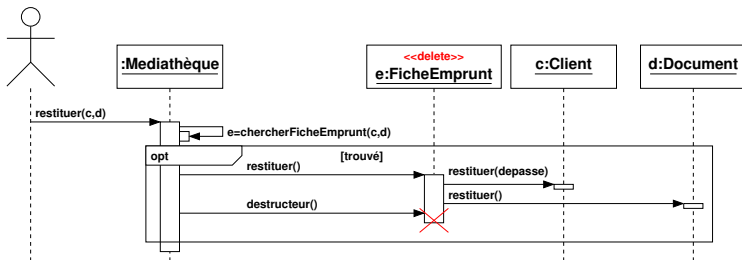 <<delete>>
:Mediathèque
e:FicheEmprunt
c:Client
d:Document
restituer(c,d)
e=chercherFicheEmprunt(c,d)
opt
[trouvé]
restituer()
restituer(depasse)
restituer()
destructeur()